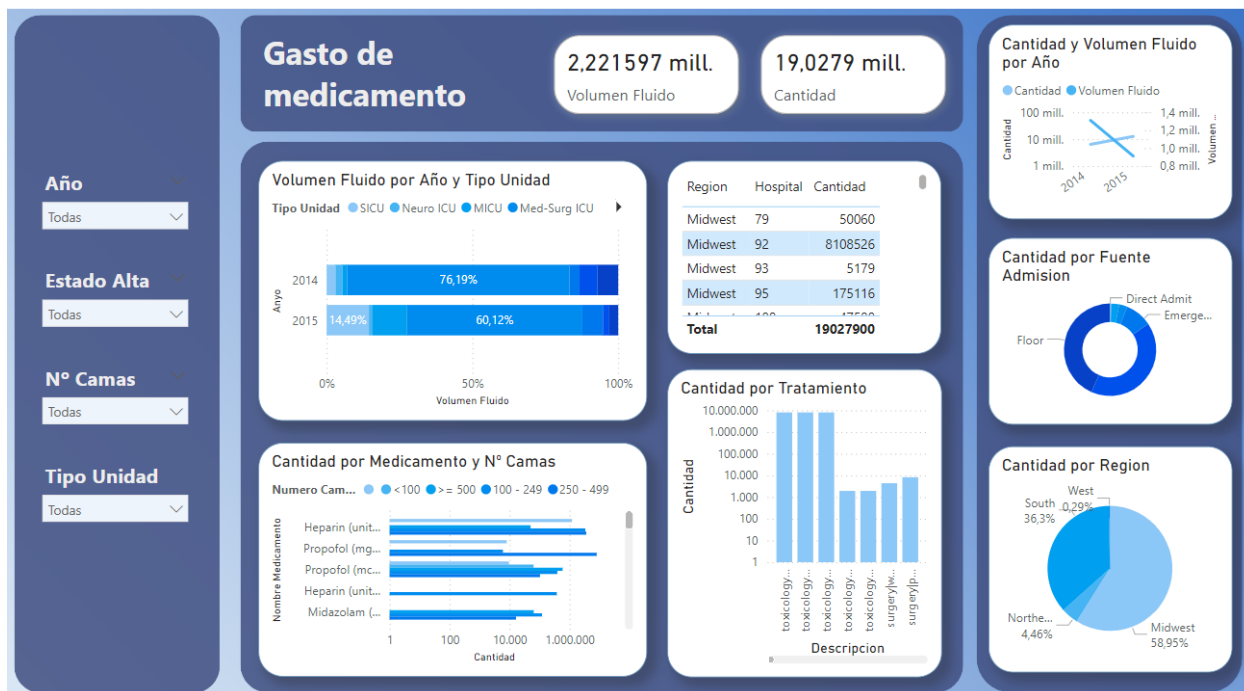 Año
Todas
Estado Alta
Todas
Nº Camas
Todas
Tipo Unidad
Todas
Gasto de
medicamento
2,221597 mill.
Volumen Fluido
19,0279 mill.
Cantidad
Volumen Fluido por Año y Tipo Unidad
Tipo Unidad SICU Neuro ICU MICU Med-Surg ICU
Anyo
2014 76,19%
2015 14,49% 60,12%
0% 50% 100%
Volumen Fluido
Region Hospital Cantidad
Midwest 79 50060
Midwest 92 8108526
Midwest 93 5179
Midwest 95 175116
Total 19027900
Cantidad por Medicamento y Nº Camas
Numero Cam... <100 >= 500 100 - 249 250 - 499
Nombre Medicamento
Heparin (unit...
Propofol (mg...
Propofol (mc...
Heparin (unit...
Midazolam (...
1 100 10.000 1.000.000
Cantidad
Cantidad por Tratamiento
Cantidad
10.000.000
1.000.000
100.000
10.000
1.000
100
10
1
toxicology...
toxicology...
toxicology...
toxicology...
toxicology...
surgery|w...
surgery|p...
Descripcion
Cantidad y Volumen Fluido
por Año
Cantidad Volumen Fluido
Cantidad
100 mill.
10 mill.
1 mill.
1,4 mill.
1,2 mill.
1,0 mill.
0,8 mill.
Volumen ...
2014 2015
Cantidad por Fuente
Admision
Direct Admit
Emerge...
Floor
Cantidad por Region
West
0,29%
South
36,3%
Northe...
4,46%
Midwest
58,95%